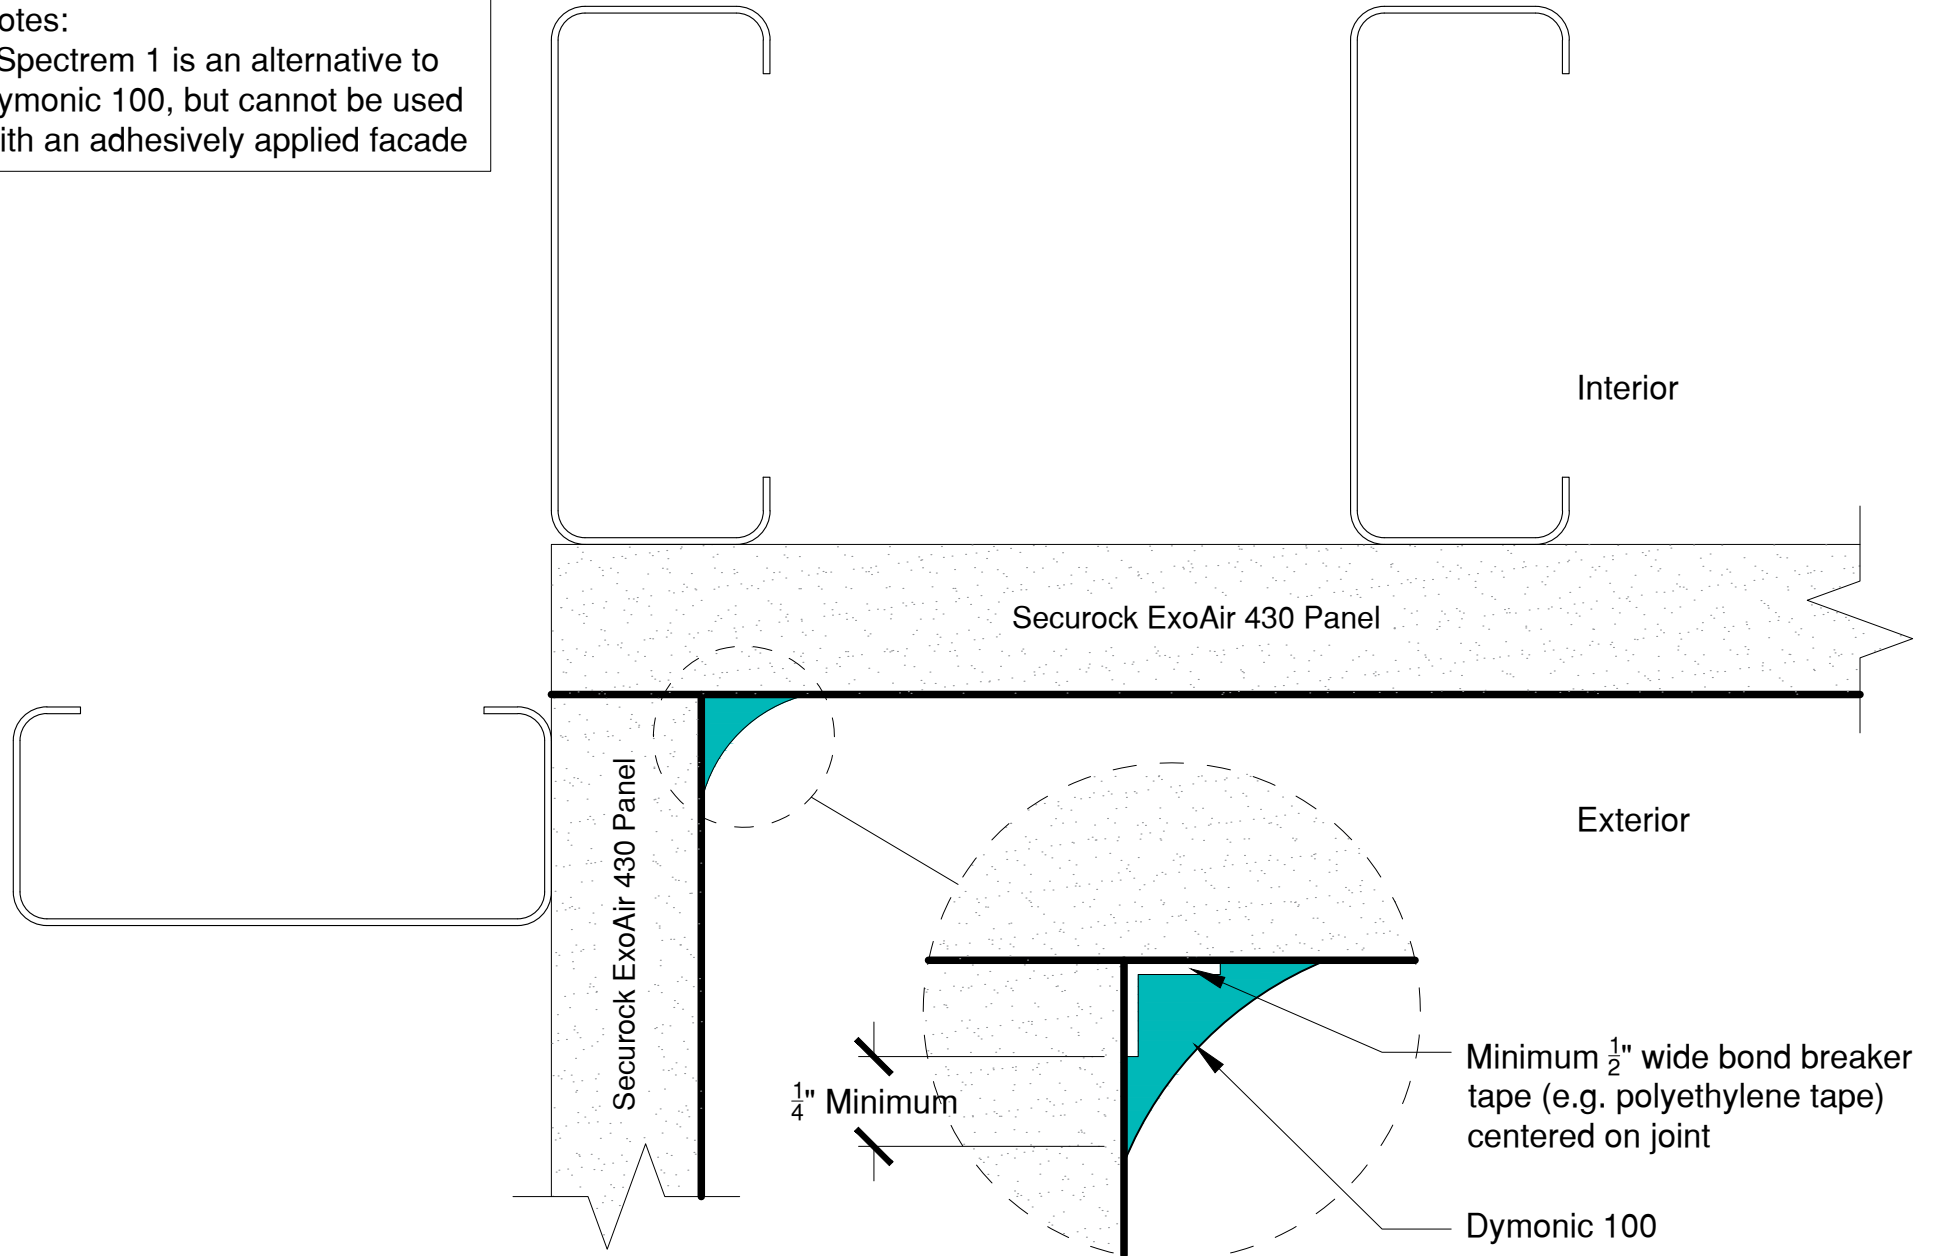 otes:
Spectrem 1 is an alternative to
ymonic 100, but cannot be used
ith an adhesively applied facade
Interior
Securock ExoAir 430 Panel
Securock ExoAir 430 Panel
Exterior
1/4" Minimum
Minimum 1/2" wide bond breaker
tape (e.g. polyethylene tape)
centered on joint
Dymonic 100